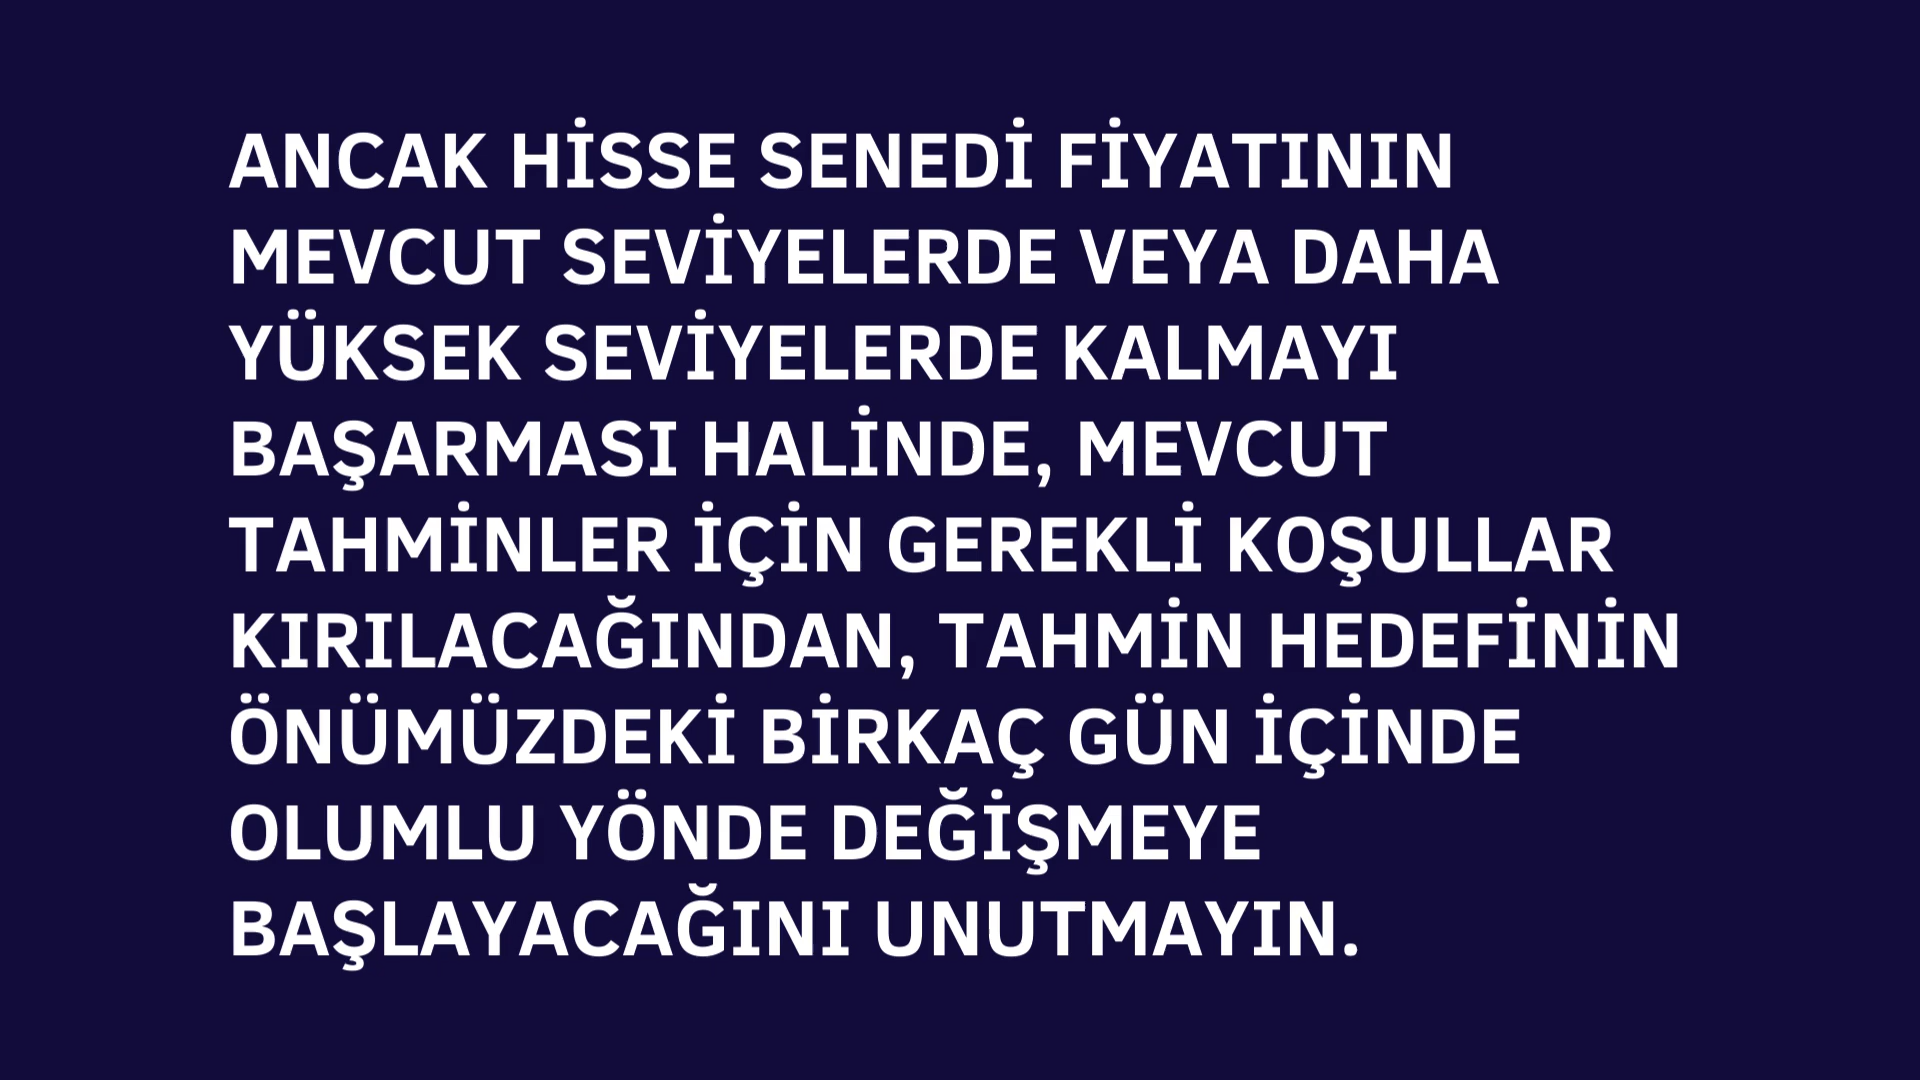 ANCAK HİSSE SENEDİ FİYATININ
MEVCUT SEVİYELERDE VEYA DAHA
YÜKSEK SEVİYELERDE KALMAYI
BAŞARMASI HALİNDE, MEVCUT
TAHMİNLER İÇİN GEREKLİ KOŞULLAR
KIRILACAĞINDAN, TAHMİN HEDEFİNİN
ÖNÜMÜZDEKİ BİRKAÇ GÜN İÇİNDE
OLUMLU YÖNDE DEĞİŞMEYE
BAŞLAYACAĞINI UNUTMAYIN.